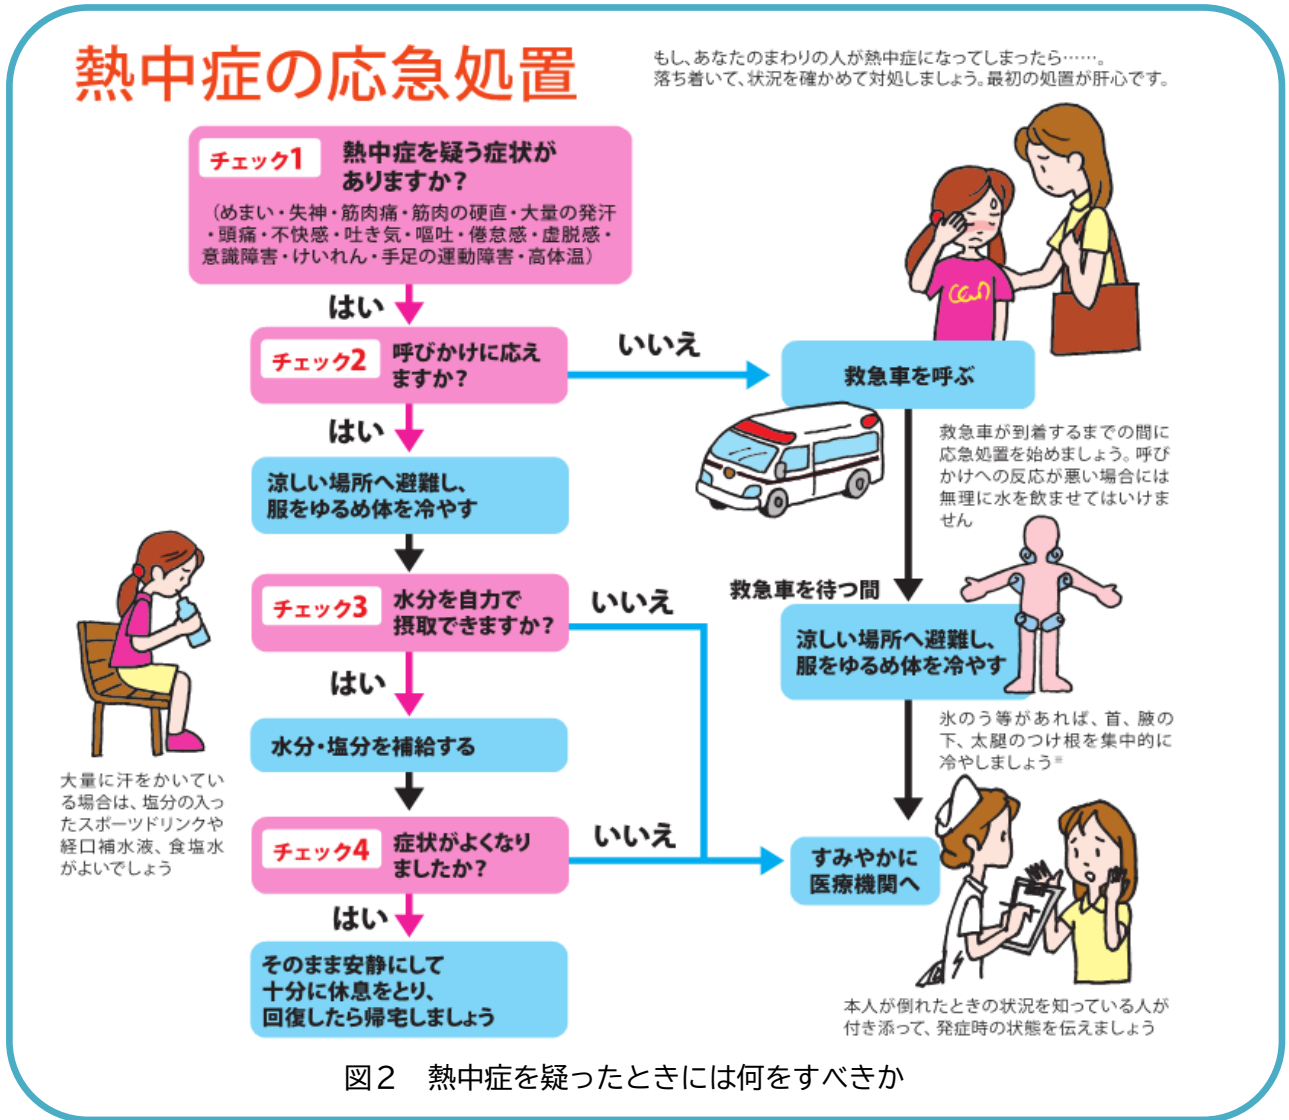 熱中症の応急処置
もし、あなたのまわりの人が熱中症になってしまったら……。
落ち着いて、状況を確かめて対処しましょう。最初の処置が肝心です。
チェック1
熱中症を疑う症状が
ありますか？
（めまい・失神・筋肉痛・筋肉の硬直・大量の発汗
・頭痛・不快感・吐き気・嘔吐・倦怠感・虚脱感・
意識障害・けいれん・手足の運動障害・高体温）
はい
チェック2
呼びかけに応え
ますか？
いいえ
救急車を呼ぶ
救急車が到着するまでの間に
応急処置を始めましょう。呼び
かけへの反応が悪い場合には
無理に水を飲ませてはいけま
せん
はい
涼しい場所へ避難し、
服をゆるめ体を冷やす
チェック3
水分を自力で
摂取できますか？
いいえ
救急車を待つ間
涼しい場所へ避難し、
服をゆるめ体を冷やす
氷のう等があれば、首、腋の
下、太腿のつけ根を集中的に
冷やしましょう※
はい
水分・塩分を補給する
大量に汗をかいてい
る場合は、塩分の入っ
たスポーツドリンクや
経口補水液、食塩水
がよいでしょう
チェック4
症状がよくなり
ましたか？
いいえ
すみやかに
医療機関へ
本人が倒れたときの状況を知っている人が
付き添って、発症時の状態を伝えましょう
はい
そのまま安静にして
十分に休息をとり、
回復したら帰宅しましょう
図２　熱中症を疑ったときには何をすべきか